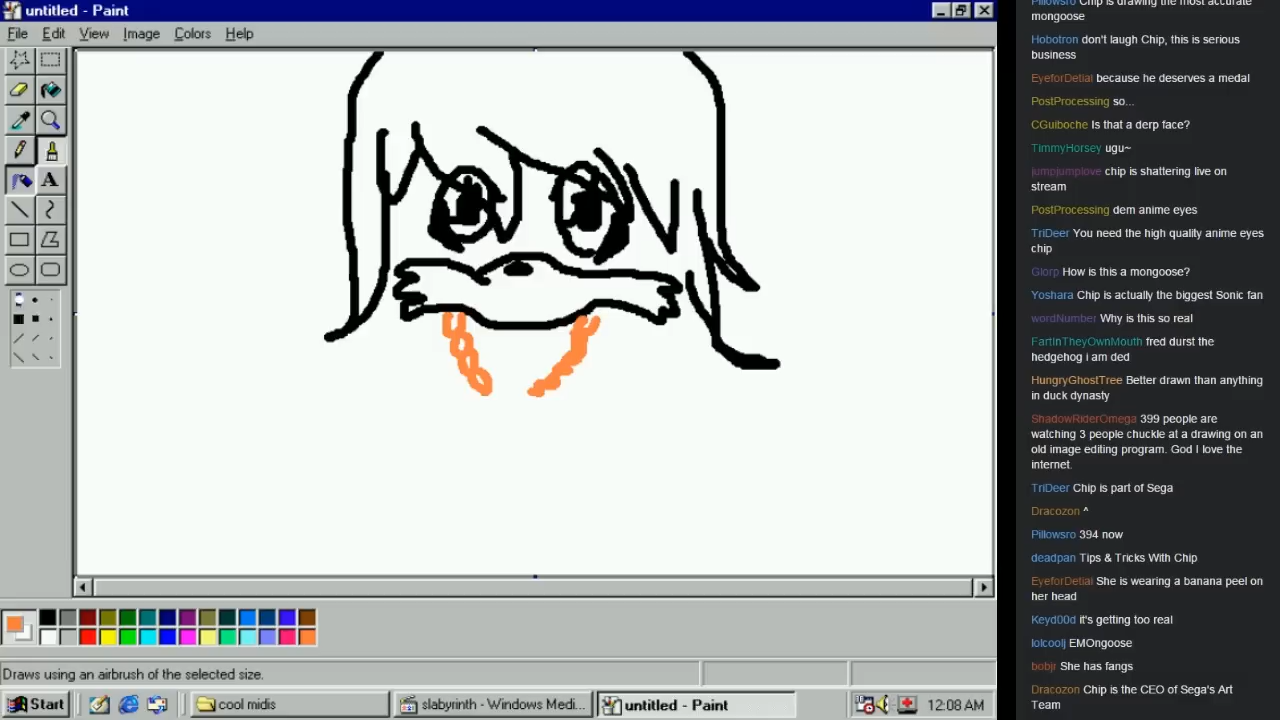 untitled - Paint
File Edit View Image Colors Help
A
Draws using an airbrush of the selected size.
Start
cool midis
slabyrinth - Windows Medi...
untitled - Paint
12:08 AM
Pillowsro Chip is drawing the most accurate
mongoose
Hobotron don't laugh Chip, this is serious
business
EyeforDetial because he deserves a medal
PostProcessing so...
CGuiboche Is that a derp face?
TimmyHorsey ugu~
jumpjumplove chip is shattering live on
stream
PostProcessing dem anime eyes
TriDeer You need the high quality anime eyes
chip
Glorp How is this a mongoose?
Yoshara Chip is actually the biggest Sonic fan
wordNumber Why is this so real
FartInTheyOwnMouth fred durst the
hedgehog i am ded
HungryGhostTree Better drawn than anything
in duck dynasty
ShadowRiderOmega 399 people are
watching 3 people chuckle at a drawing on an
old image editing program. God I love the
internet.
TriDeer Chip is part of Sega
Dracozon ^
Pillowsro 394 now
deadpan Tips & Tricks With Chip
EyeforDetial She is wearing a banana peel on
her head
Keyd00d it's getting too real
lolcoolj EMOngoose
bobjr She has fangs
Dracozon Chip is the CEO of Sega's Art
Team